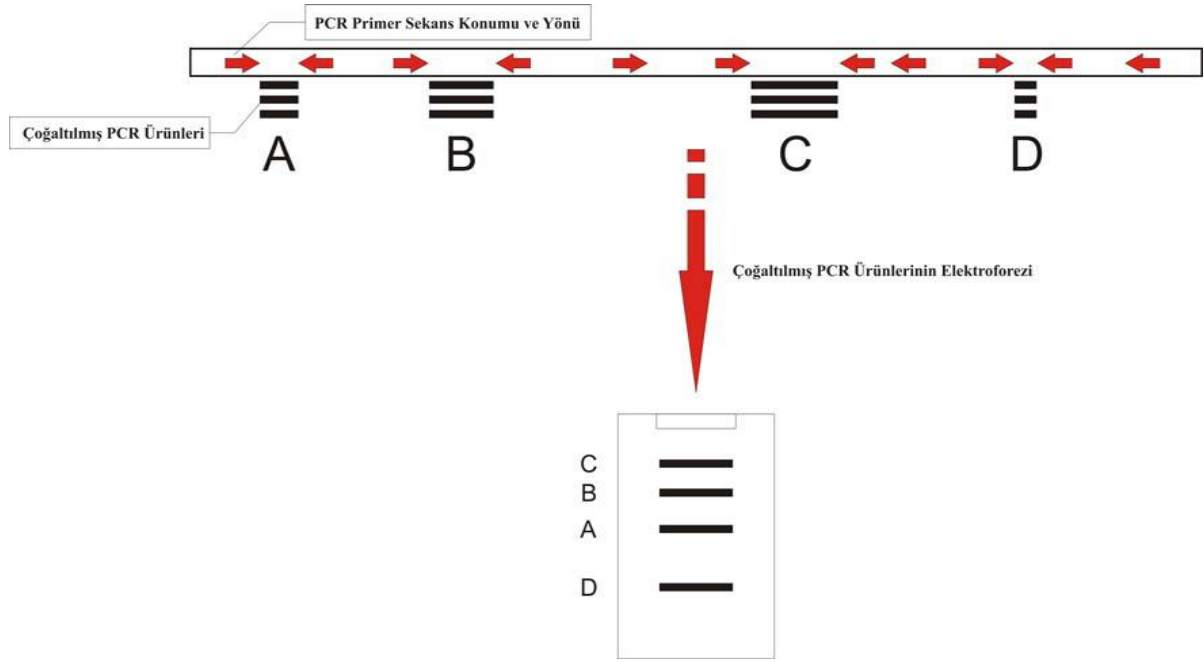 PCR Primer Sekans Konumu ve Yönü
Çoğaltılmış PCR Ürünleri
A
B
C
D
Çoğaltılmış PCR Ürünlerinin Elektroforezi
C
B
A
D